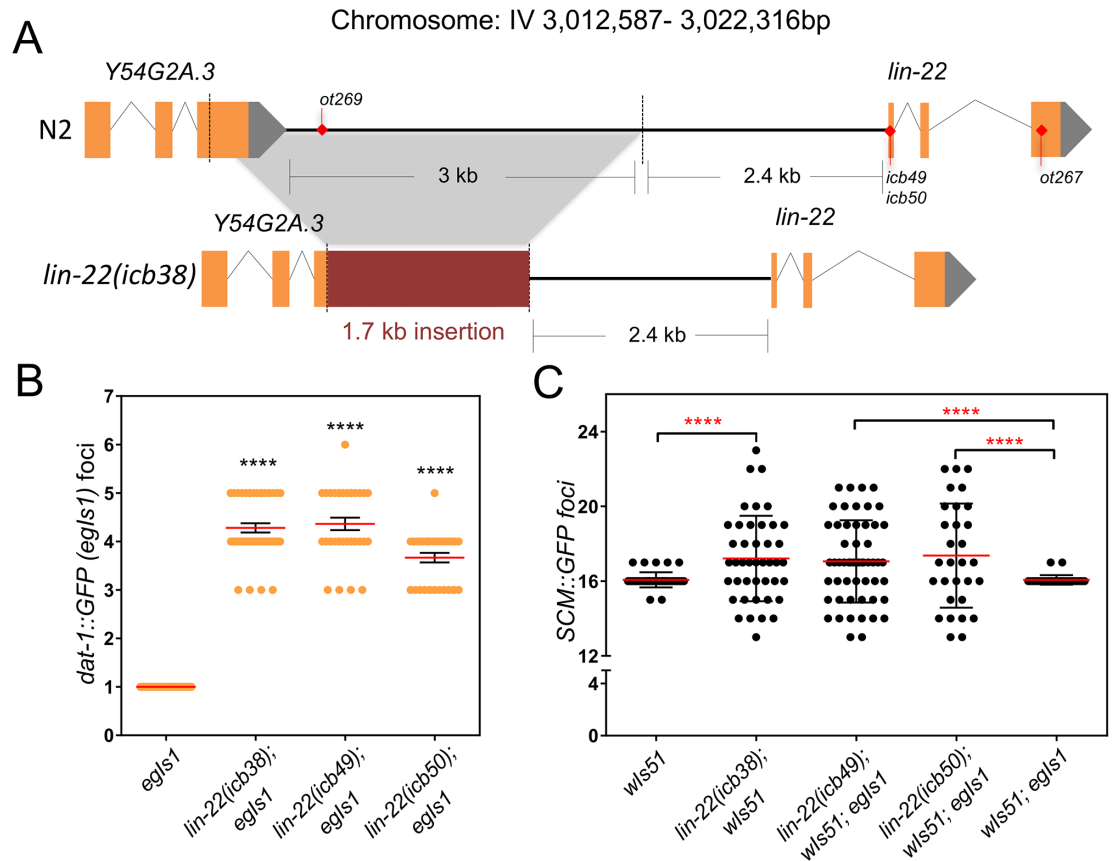 Chromosome: IV 3,012,587- 3,022,316bp
A
Y54G2A.3
lin-22
N2
ot269
3 kb
2.4 kb
icb49
icb50
ot267
Y54G2A.3
lin-22
lin-22(icb38)
1.7 kb insertion
2.4 kb
B
dat-1::GFP (egIs1) foci
7
6
5
4
3
2
1
0
****
****
****
egIs1
lin-22(icb38);
egIs1
lin-22(icb49);
egIs1
lin-22(icb50);
egIs1
C
SCM::GFP foci
24
20
16
12
4
0
****
****
****
wIs51
lin-22(icb38);
wIs51
lin-22(icb49);
wIs51; egIs1
lin-22(icb50);
wIs51; egIs1
wIs51; egIs1